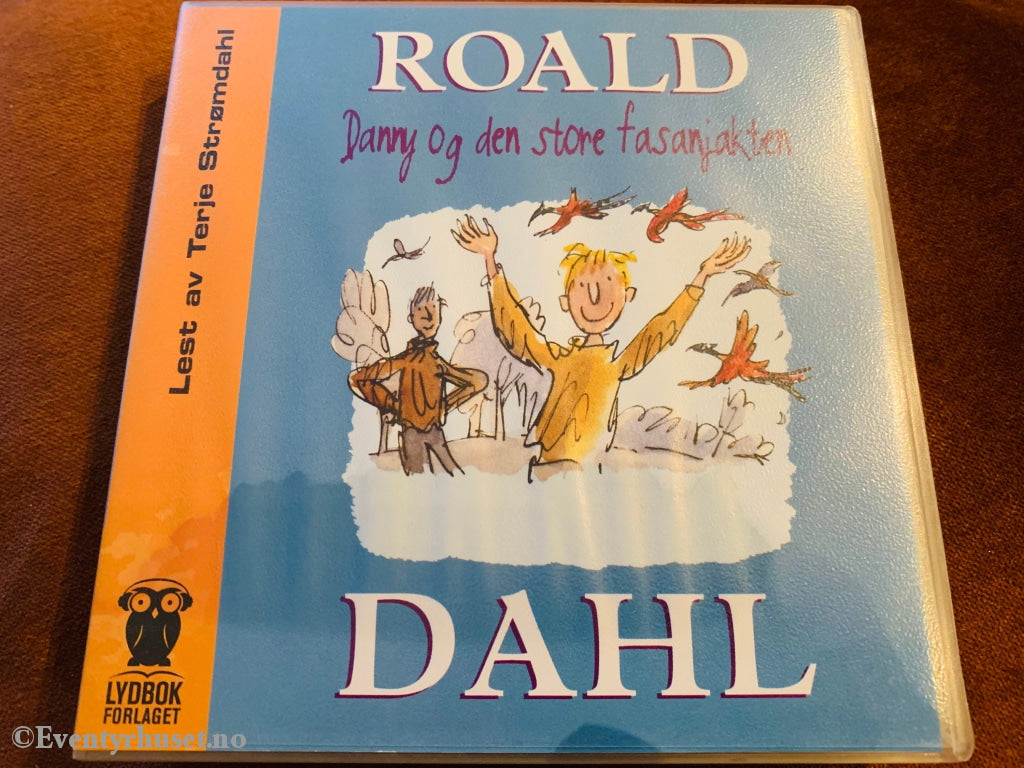 ROALD
Danny og den store fasanjakten
Lest av Terje Strømdahl
DAHL
LYDBOK
FORLAGET
©Eventyrhuset.no